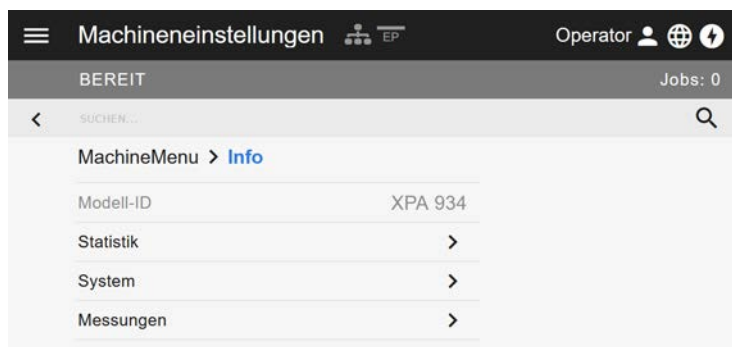 Machineneinstellungen EP Operator
BEREIT Jobs: 0
SUCHEN...
MachineMenu > Info
Modell-ID XPA 934
Statistik >
System >
Messungen >